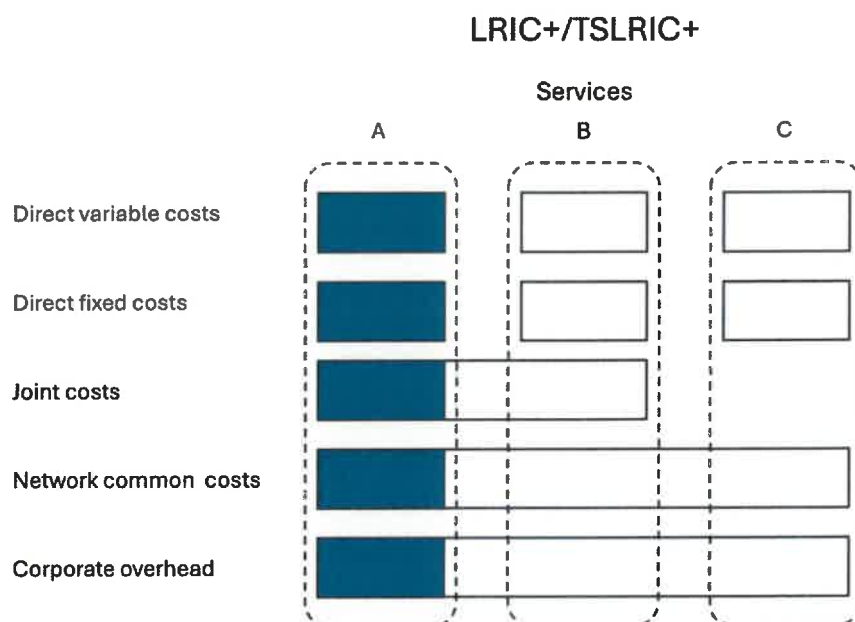 LRIC+/TSLRIC+
Services
A B C
Direct variable costs
Direct fixed costs
Joint costs
Network common costs
Corporate overhead